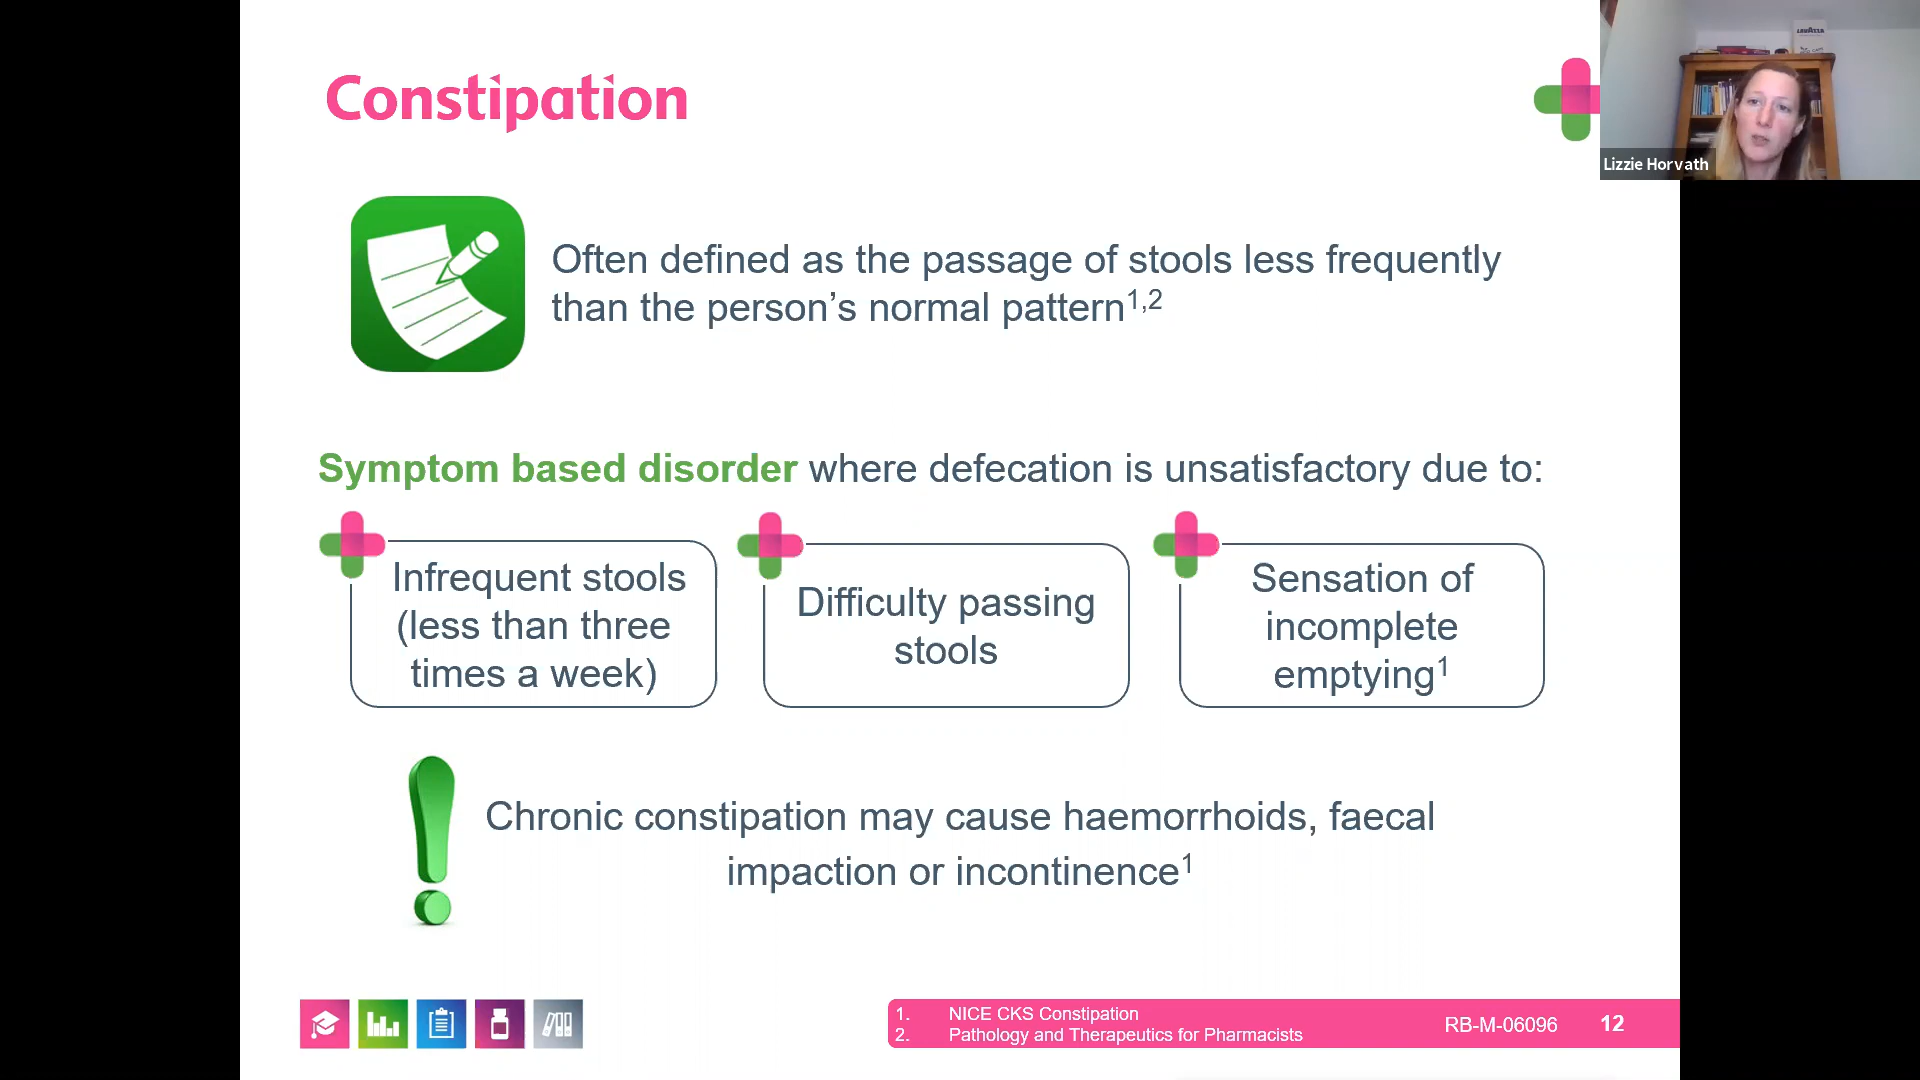 Constipation
LAVAZZA
Lizzie Horvath
Often defined as the passage of stools less frequently
than the person's normal pattern1,2
Symptom based disorder where defecation is unsatisfactory due to:
Infrequent stools
(less than three
times a week)
Difficulty passing
stools
Sensation of
incomplete
emptying1
Chronic constipation may cause haemorrhoids, faecal
impaction or incontinence1
1. NICE CKS Constipation
2. Pathology and Therapeutics for Pharmacists
RB-M-06096 12